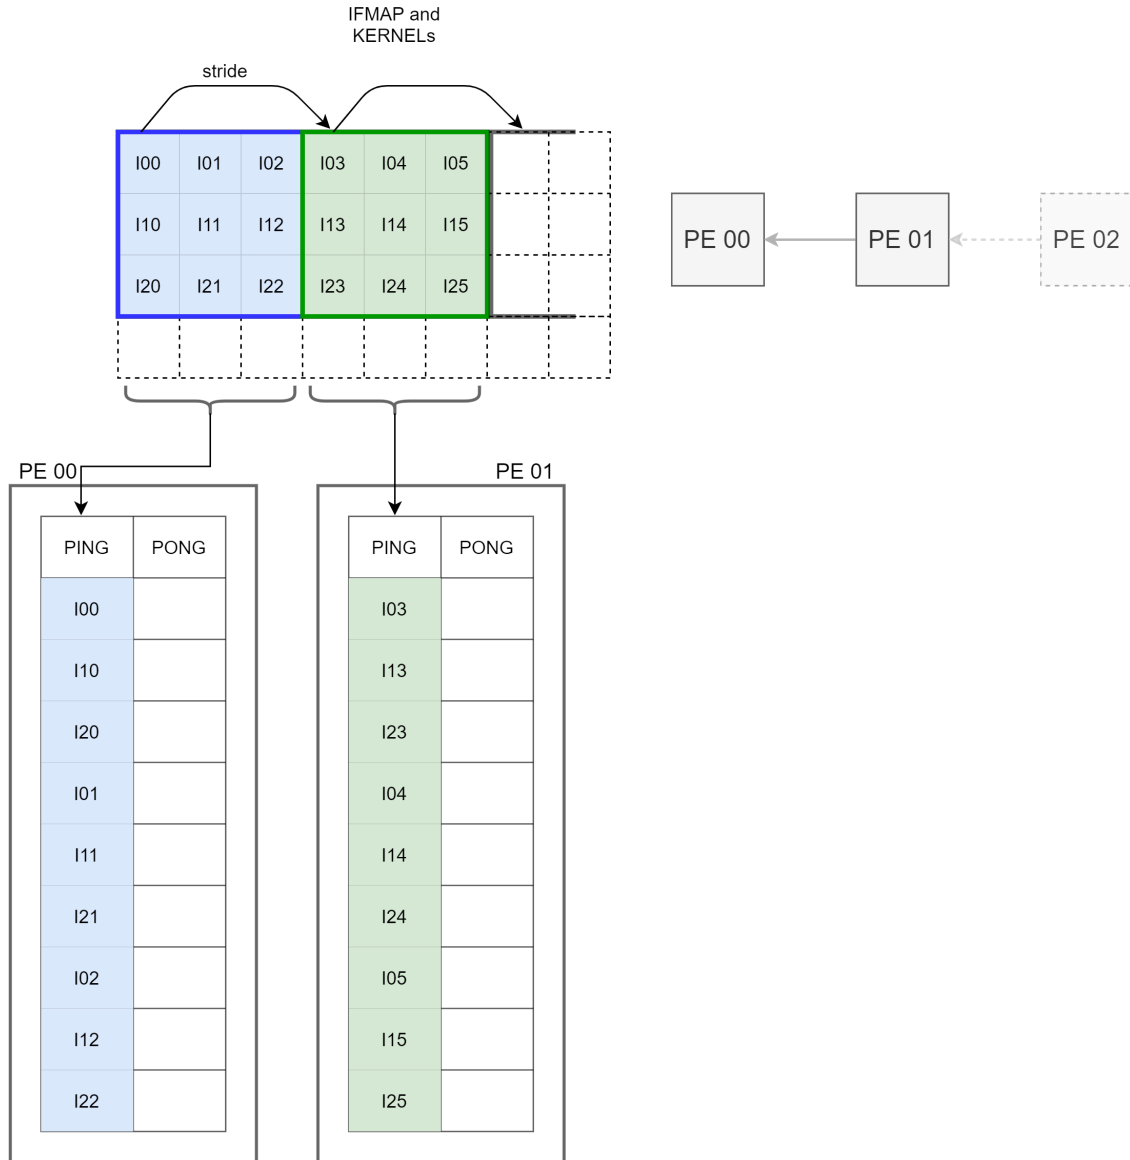 IFMAP and
KERNELs
stride
I00 I01 I02 I03 I04 I05
I10 I11 I12 I13 I14 I15
I20 I21 I22 I23 I24 I25
PE 00 PE 01 PE 02
PE 00 PE 01
PING PONG PING PONG
I00 I03
I10 I13
I20 I23
I01 I04
I11 I14
I21 I24
I02 I05
I12 I15
I22 I25